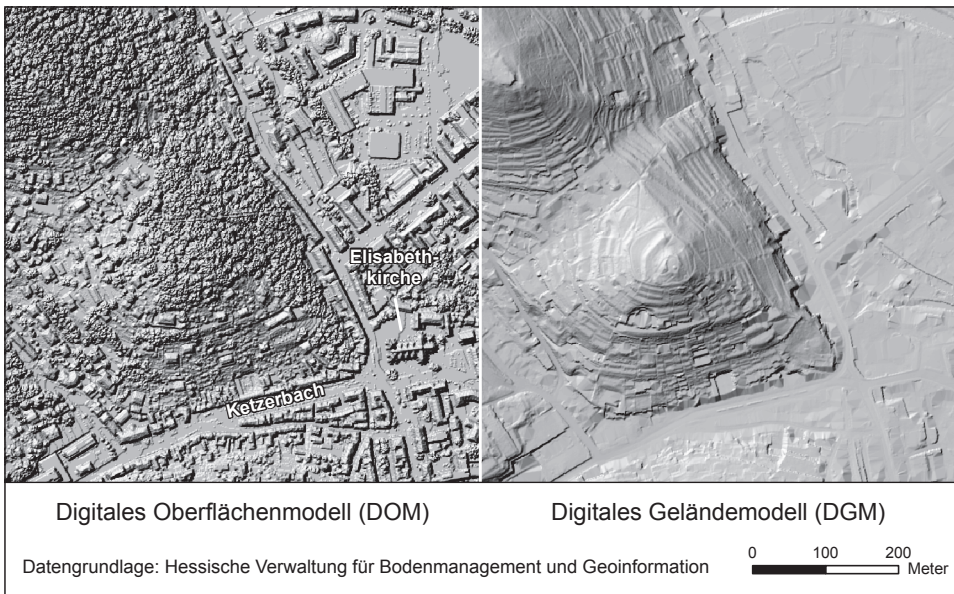 Elisabeth-
kirche
Ketzerbach
Digitales Oberflächenmodell (DOM)
Digitales Geländemodell (DGM)
Datengrundlage: Hessische Verwaltung für Bodenmanagement und Geoinformation
0 100 200
Meter